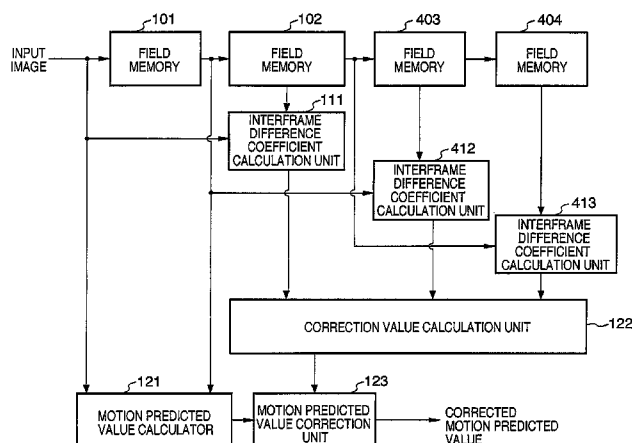 101
102
403
404
INPUT
IMAGE
FIELD
MEMORY
FIELD
MEMORY
FIELD
MEMORY
FIELD
MEMORY
111
INTERFRAME
DIFFERENCE
COEFFICIENT
CALCULATION UNIT
412
INTERFRAME
DIFFERENCE
COEFFICIENT
CALCULATION UNIT
413
INTERFRAME
DIFFERENCE
COEFFICIENT
CALCULATION UNIT
CORRECTION VALUE CALCULATION UNIT
122
121
123
MOTION PREDICTED
VALUE CALCULATOR
MOTION PREDICTED
VALUE CORRECTION
UNIT
CORRECTED
MOTION PREDICTED
VALUE